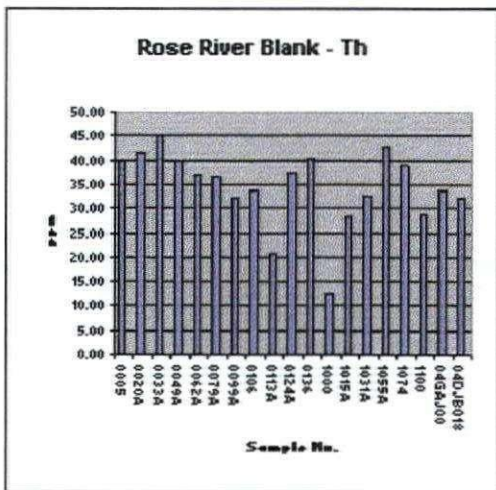 Rose River Blank - Th
50.00
45.00
40.00
35.00
30.00
25.00
20.00
15.00
10.00
5.00
0.00
ppm
0005
0020A
0033A
0049A
0062A
0079A
0099A
0106
0113A
0124A
0136
1000
1015A
1031A
1055A
1074
1100
04GAJ00
04DJB018
Sample No.